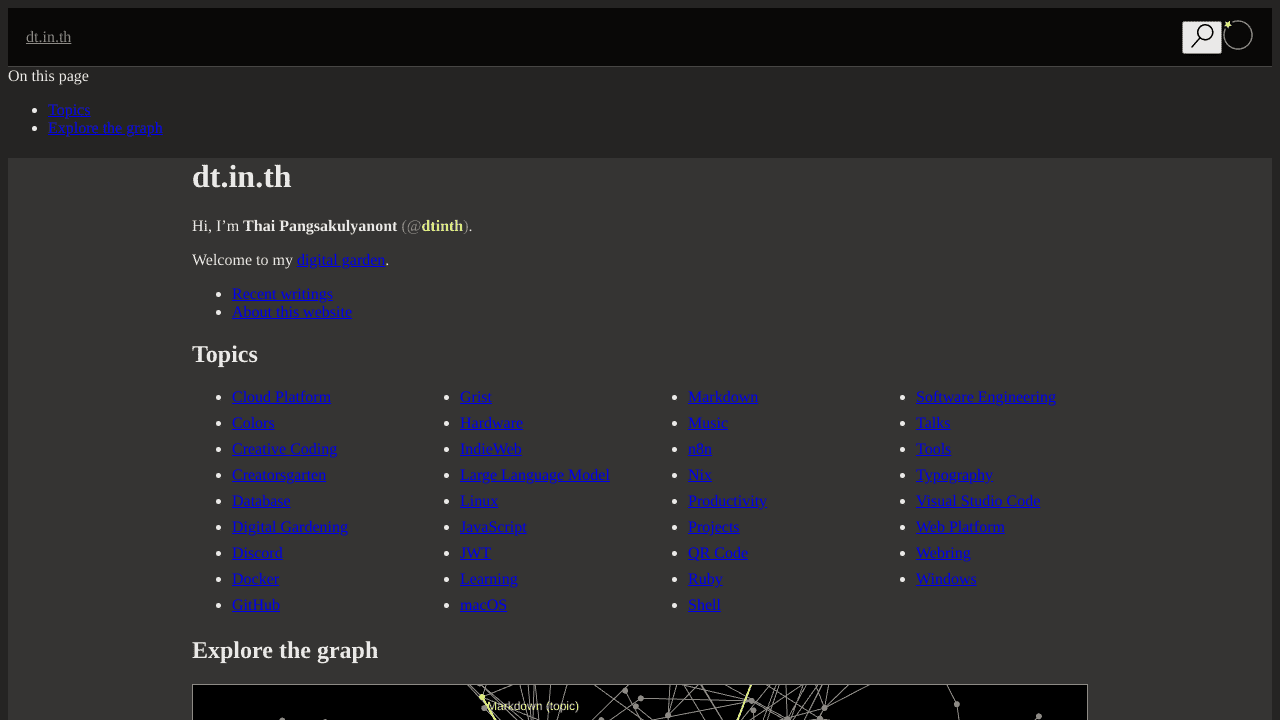 dt.in.th
On this page
Topics
Explore the graph
dt.in.th
Hi, I’m Thai Pangsakulyanont (@dtinth).
Welcome to my digital garden.
Recent writings
About this website
Topics
Cloud Platform
Colors
Creative Coding
Creatorsgarten
Database
Digital Gardening
Discord
Docker
GitHub
Grist
Hardware
IndieWeb
Large Language Model
Linux
JavaScript
JWT
Learning
macOS
Markdown
Music
n8n
Nix
Productivity
Projects
QR Code
Ruby
Shell
Software Engineering
Talks
Tools
Typography
Visual Studio Code
Web Platform
Webring
Windows
Explore the graph
Markdown (topic)